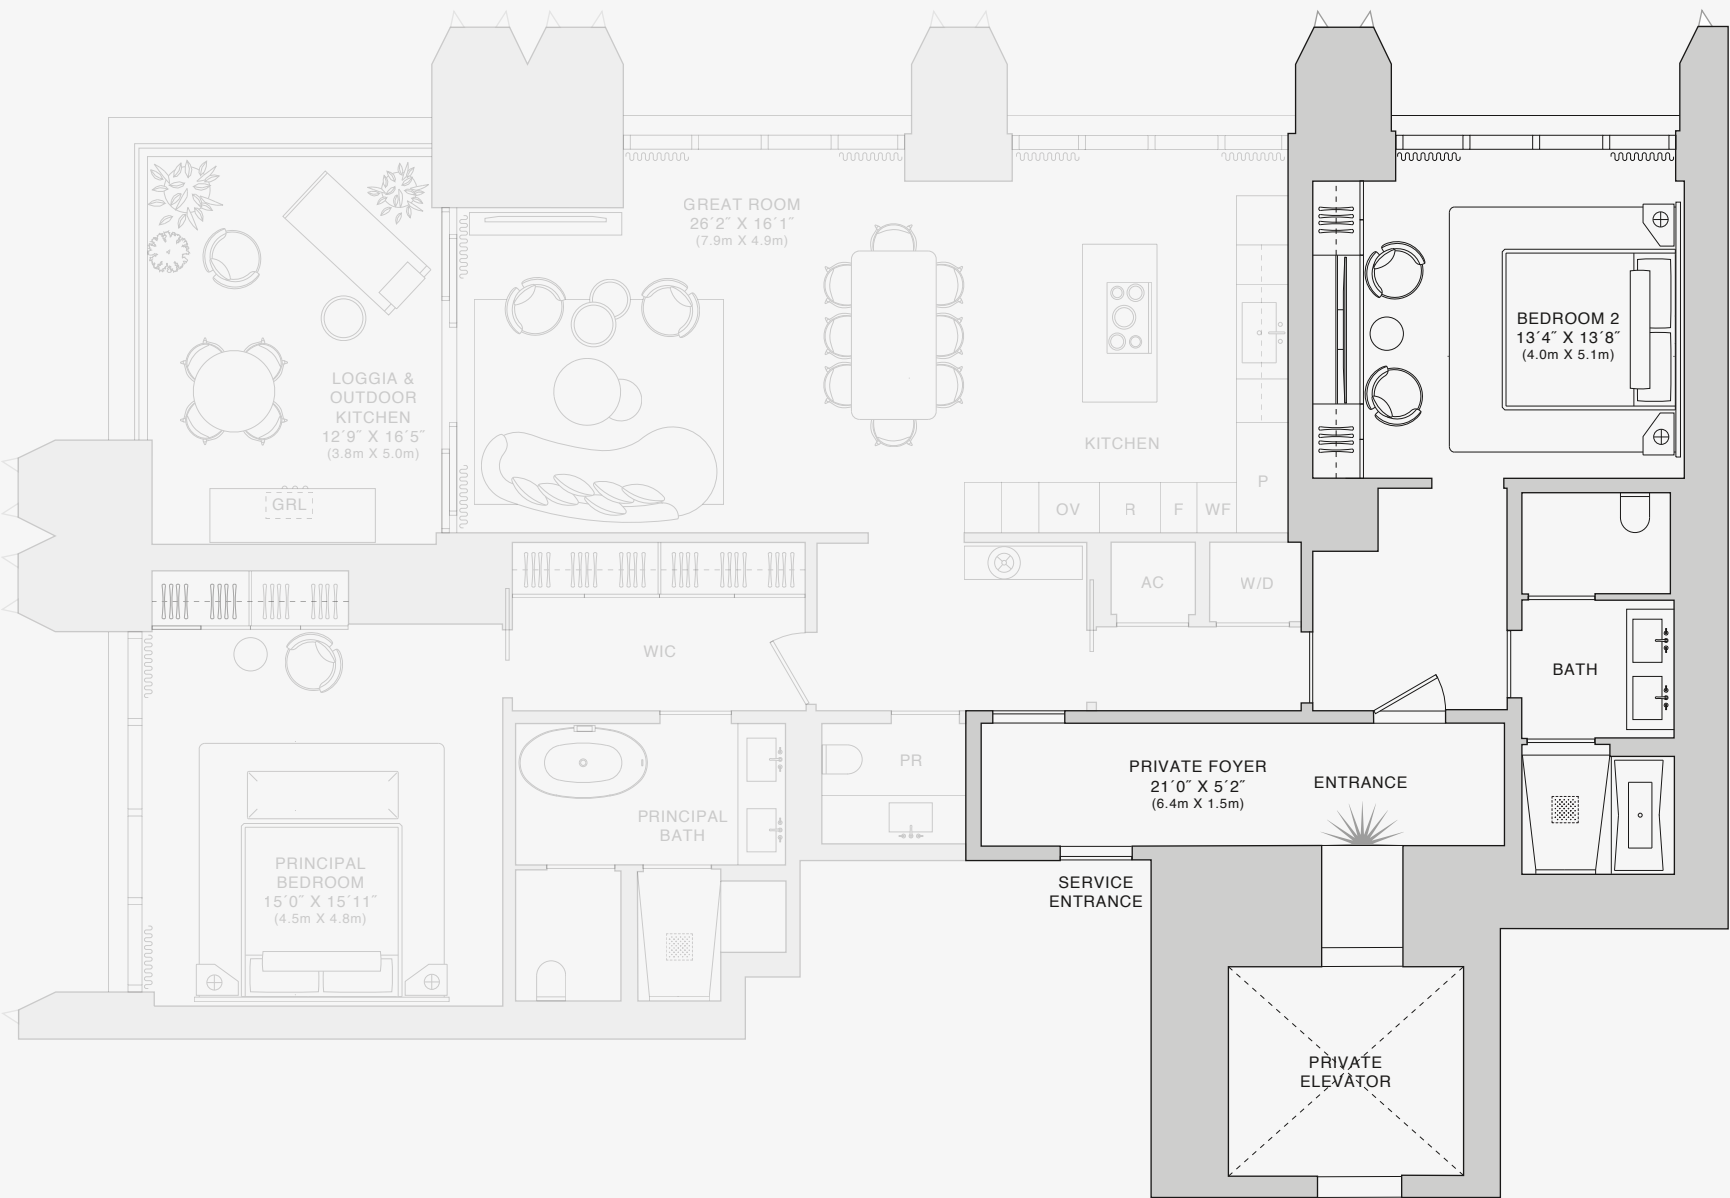 GREAT ROOM
26´2˝ X 16´1˝
(7.9m X 4.9m)
BEDROOM 2
13´4˝ X 13´8˝
(4.0m X 5.1m)
LOGGIA &
OUTDOOR
KITCHEN
12´9˝ X 16´5˝
(3.8m X 5.0m)
KITCHEN
GRL
OV
R
F
WF
P
AC
W/D
WIC
BATH
PR
PRIVATE FOYER
21´0˝ X 5´2˝
(6.4m X 1.5m)
ENTRANCE
PRINCIPAL
BATH
PRINCIPAL
BEDROOM
15´0˝ X 15´11˝
(4.5m X 4.8m)
SERVICE
ENTRANCE
PRIVATE
ELEVATOR